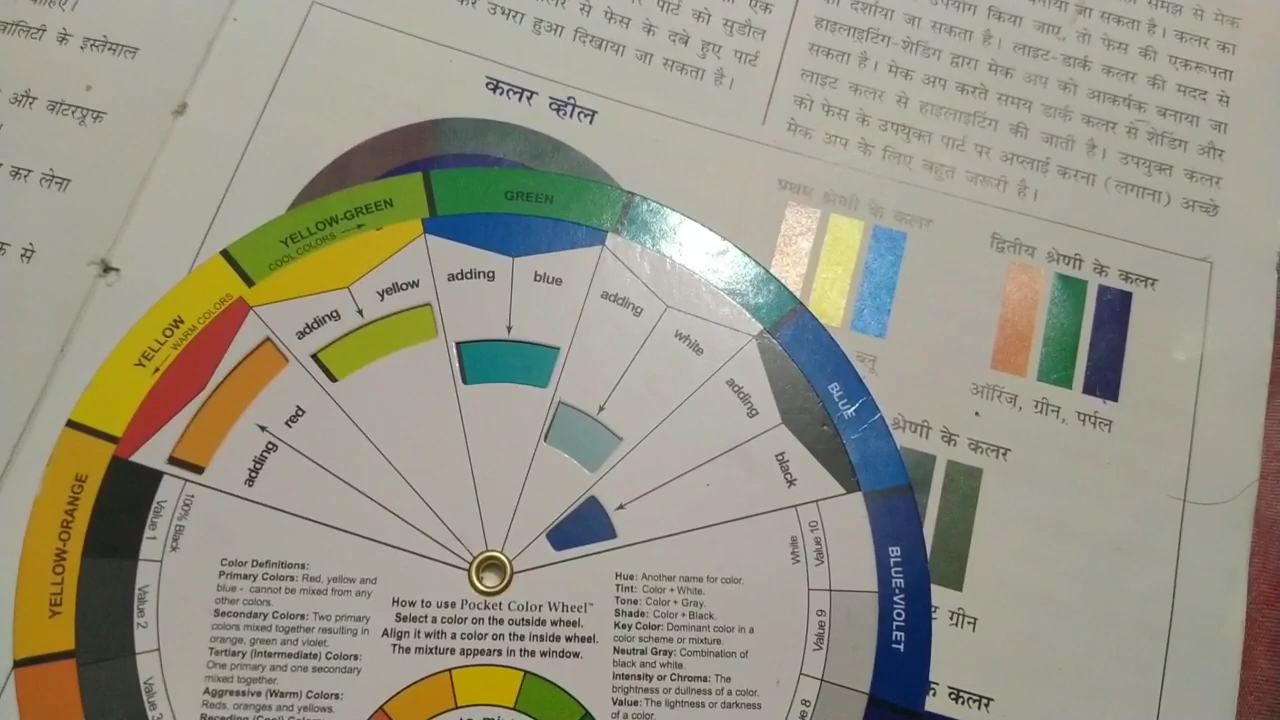 वॉलिटी के इस्तेमाल
और वॉटरप्रूफ
कर लेना
से
एक
पार्ट को सुडौल
से फेस के दबे हुए पार्ट
उभरा हुआ दिखाया जा सकता है।
समझ से मेक
जा सकता है। कलर का
उपयोग किया जाए, तो फेस की एकरूपता
दर्शाया जा सकता है। लाइट-डार्क कलर की मदद से
हाइलाइटिंग-शेडिंग द्वारा मेक अप को आकर्षक बनाया जा
सकता है। मेक अप करते समय डार्क कलर से शेडिंग और
लाइट कलर से हाइलाइटिंग की जाती है। उपयुक्त कलर
को फेस के उपयुक्त पार्ट पर अप्लाई करना (लगाना) अच्छे
मेक अप के लिए बहुत जरूरी है।
कलर व्हील
प्रथम श्रेणी के कलर
ब्लू
द्वितीय श्रेणी के कलर
ऑरिंज, ग्रीन, पर्पल
श्रेणी के कलर
ग्रीन
कलर
YELLOW-GREEN
COOL COLORS
GREEN
YELLOW
WARM COLORS
BLUE
YELLOW-ORANGE
BLUE-VIOLET
adding red
adding yellow
adding blue
adding white
adding black
100% Black
Value 1
Value 2
Value 3
White
Value 10
Value 9
Color Definitions:
Primary Colors: Red, yellow and
blue - cannot be mixed from any
other colors.
Secondary Colors: Two primary
colors mixed together resulting in
orange, green and violet.
Tertiary (Intermediate) Colors:
One primary and one secondary
mixed together.
Aggressive (Warm) Colors:
Reds, oranges and yellows.
Receding (Cool) Colors:
How to use Pocket Color Wheel™
Select a color on the outside wheel.
Align it with a color on the inside wheel.
The mixture appears in the window.
Hue: Another name for color.
Tint: Color + White.
Tone: Color + Gray.
Shade: Color + Black.
Key Color: Dominant color in a
color scheme or mixture.
Neutral Gray: Combination of
black and white.
Intensity or Chroma: The
brightness or dullness of a color.
Value: The lightness or darkness
of a color.